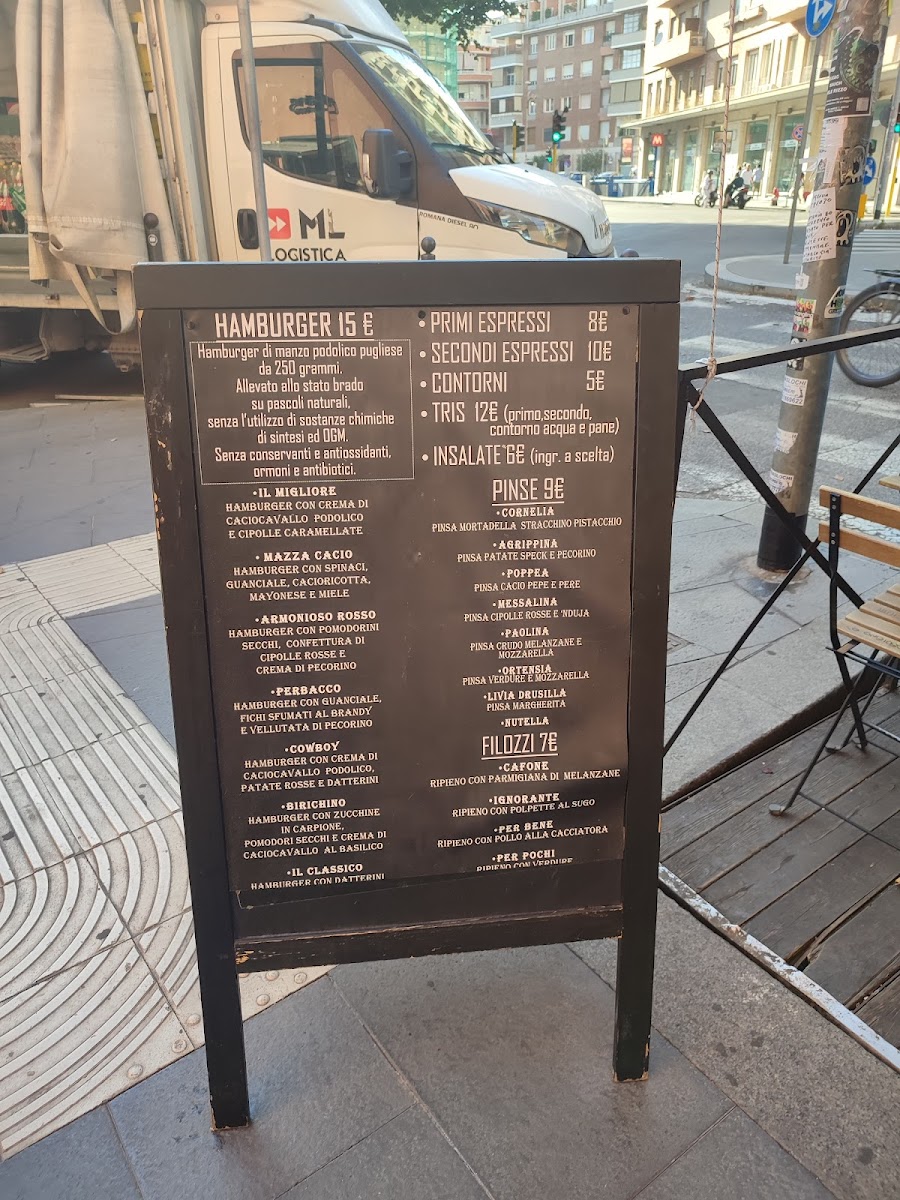 ML
LOGISTICA
ROMANA DIESEL
M
HAMBURGER 15 €
Hamburger di manzo podolico pugliese
da 250 grammi.
Allevato allo stato brado
su pascoli naturali,
senza l'utilizzo di sostanze chimiche
di sintesi ed OGM.
Senza conservanti e antiossidanti,
ormoni e antibiotici.
•IL MIGLIORE
HAMBURGER CON CREMA DI
CACIOCAVALLO PODOLICO
E CIPOLLE CARAMELLATE
• MAZZA CACIO
HAMBURGER CON SPINACI,
GUANCIALE, CACIORICOTTA,
MAYONESE E MIELE
•ARMONIOSO ROSSO
HAMBURGER CON POMODORINI
SECCHI, CONFETTURA DI
CIPOLLE ROSSE E
CREMA DI PECORINO
•PERBACCO
HAMBURGER CON GUANCIALE,
FICHI SFUMATI AL BRANDY
E VELLUTATA DI PECORINO
•COWBOY
HAMBURGER CON CREMA DI
CACIOCAVALLO PODOLICO,
PATATE ROSSE E DATTERINI
•BIRICHINO
HAMBURGER CON ZUCCHINE
IN CARPIONE,
POMODORI SECCHI E CREMA DI
CACIOCAVALLO AL BASILICO
•IL CLASSICO
HAMBURGER CON DATTERINI
•PRIMI ESPRESSI 8€
•SECONDI ESPRESSI 10€
•CONTORNI 5€
•TRIS 12€ (primo,secondo,
contorno acqua e pane)
•INSALATE 6€ (ingr. a scelta)
PINSE 9€
•CORNELIA
PINSA MORTADELLA STRACCHINO PISTACCHIO
•AGRIPPINA
PINSA PATATE SPECK E PECORINO
•POPPEA
PINSA CACIO PEPE E PERE
•MESSALINA
PINSA CIPOLLE ROSSE E 'NDUJA
•PAOLINA
PINSA CRUDO MELANZANE E
MOZZARELLA
•ORTENSIA
PINSA VERDURE E MOZZARELLA
•LIVIA DRUSILLA
PINSA MARGHERITA
•NUTELLA
FILOZZI 7€
•CAFONE
RIPIENO CON PARMIGIANA DI MELANZANE
•IGNORANTE
RIPIENO CON POLPETTE AL SUGO
•PER BENE
RIPIENO CON POLLO ALLA CACCIATORA
•PER POCHI
RIPIENO CON VERDURE